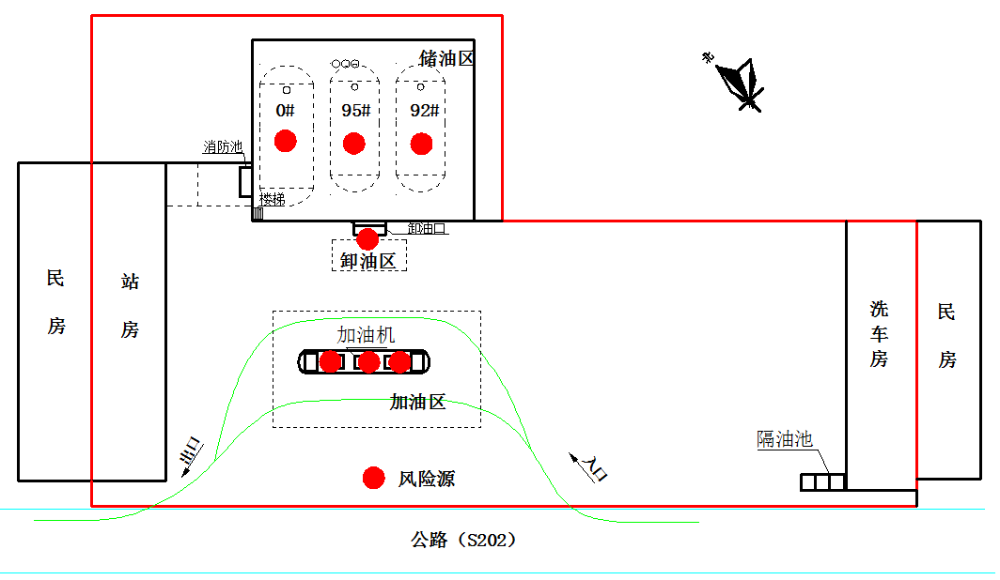 北
储油区
0#
95#
92#
消防池
楼梯
卸油口
卸油区
民房
站房
加油机
加油区
洗车房
民房
隔油池
出口
入口
风险源
公路（S202）